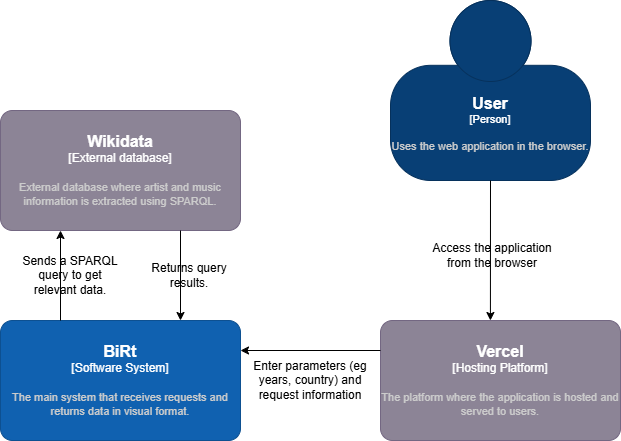 User
[Person]
Uses the web application in the browser.
Wikidata
[External database]
External database where artist and music
information is extracted using SPARQL.
Access the application
from the browser
Sends a SPARQL
query to get
relevant data.
Returns query
results.
BiRt
[Software System]
The main system that receives requests and
returns data in visual format.
Enter parameters (eg
years, country) and
request information
Vercel
[Hosting Platform]
The platform where the application is hosted and
served to users.